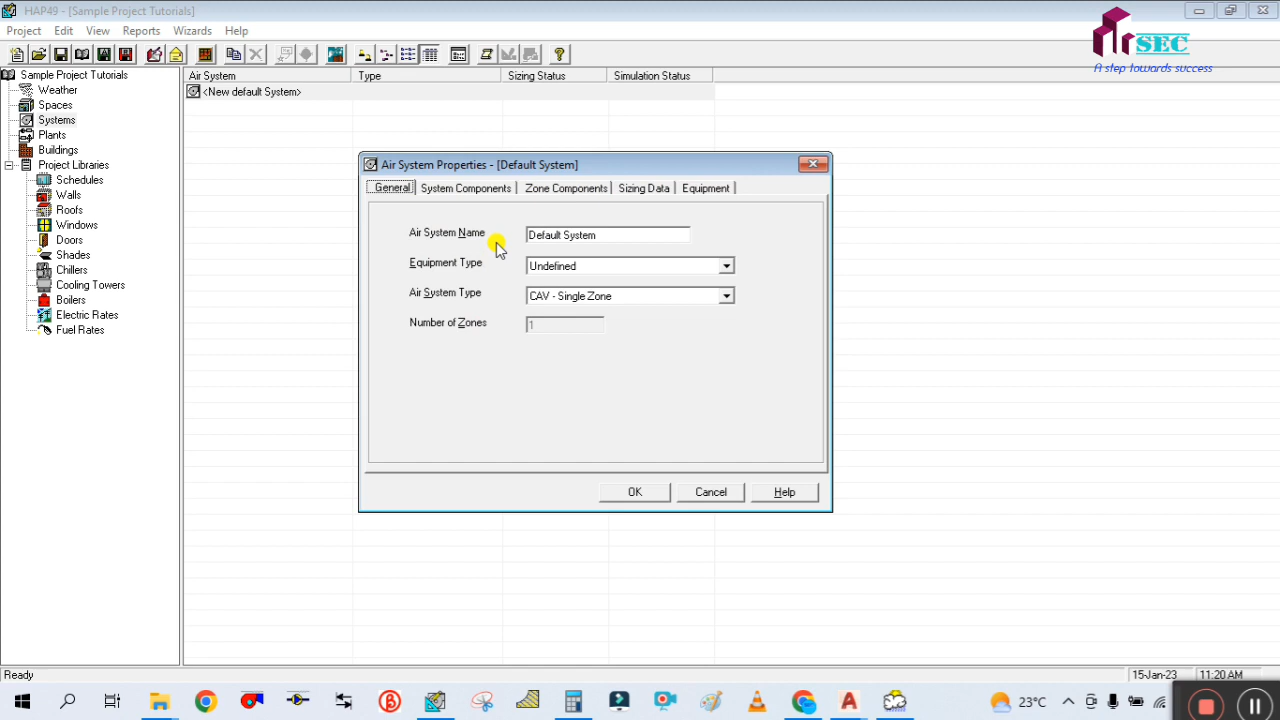 HAP49 - [Sample Project Tutorials]
Project Edit View Reports Wizards Help
SEC
A step towards success
Sample Project Tutorials
Weather
Spaces
Systems
Plants
Buildings
Project Libraries
Schedules
Walls
Roofs
Windows
Doors
Shades
Chillers
Cooling Towers
Boilers
Electric Rates
Fuel Rates
Air System Type Sizing Status Simulation Status
<New default System>
Air System Properties - [Default System]
General System Components Zone Components Sizing Data Equipment
Air System Name Default System
Equipment Type Undefined
Air System Type CAV - Single Zone
Number of Zones 1
OK Cancel Help
Ready 15-Jan-23 11:20 AM
23°C